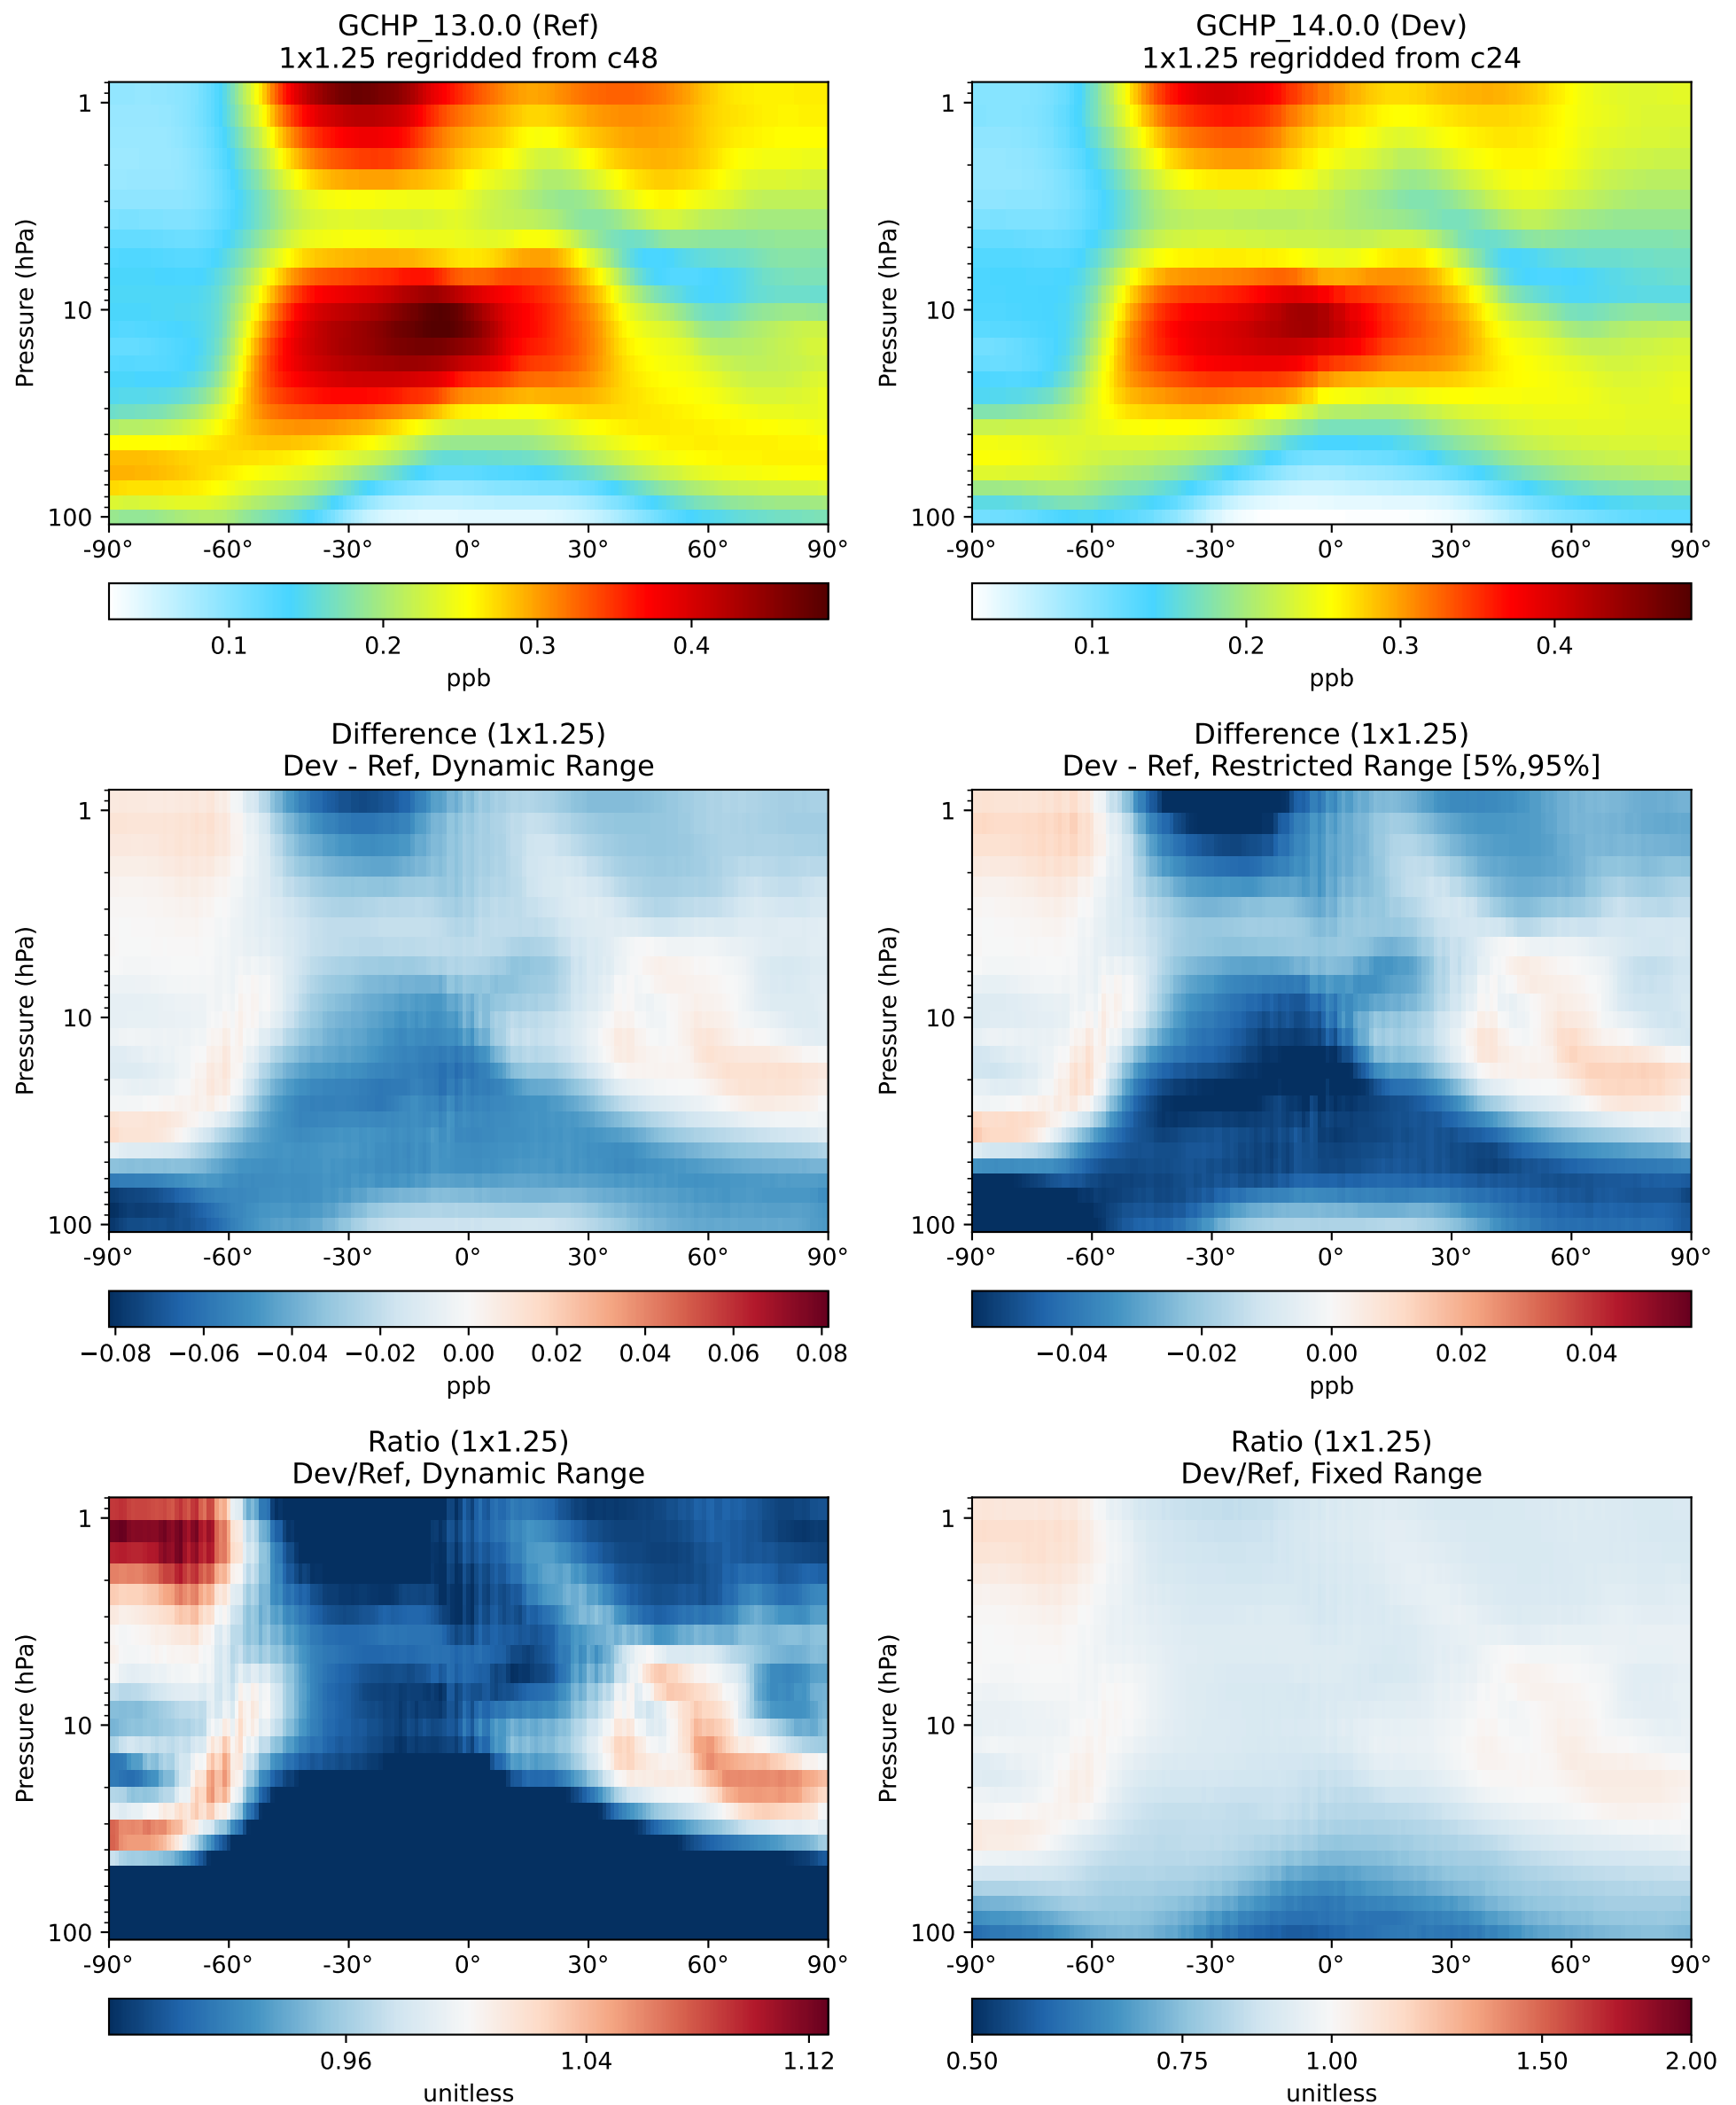 GCHP_13.0.0 (Ref)
1x1.25 regridded from c48
Pressure (hPa)
1
10
100
-90° -60° -30° 0° 30° 60° 90°
0.1 0.2 0.3 0.4
ppb
GCHP_14.0.0 (Dev)
1x1.25 regridded from c24
Pressure (hPa)
1
10
100
-90° -60° -30° 0° 30° 60° 90°
0.1 0.2 0.3 0.4
ppb
Difference (1x1.25)
Dev - Ref, Dynamic Range
Pressure (hPa)
1
10
100
-90° -60° -30° 0° 30° 60° 90°
−0.08 −0.06 −0.04 −0.02 0.00 0.02 0.04 0.06 0.08
ppb
Difference (1x1.25)
Dev - Ref, Restricted Range [5%,95%]
Pressure (hPa)
1
10
100
-90° -60° -30° 0° 30° 60° 90°
−0.04 −0.02 0.00 0.02 0.04
ppb
Ratio (1x1.25)
Dev/Ref, Dynamic Range
Pressure (hPa)
1
10
100
-90° -60° -30° 0° 30° 60° 90°
0.96 1.04 1.12
unitless
Ratio (1x1.25)
Dev/Ref, Fixed Range
Pressure (hPa)
1
10
100
-90° -60° -30° 0° 30° 60° 90°
0.50 0.75 1.00 1.50 2.00
unitless